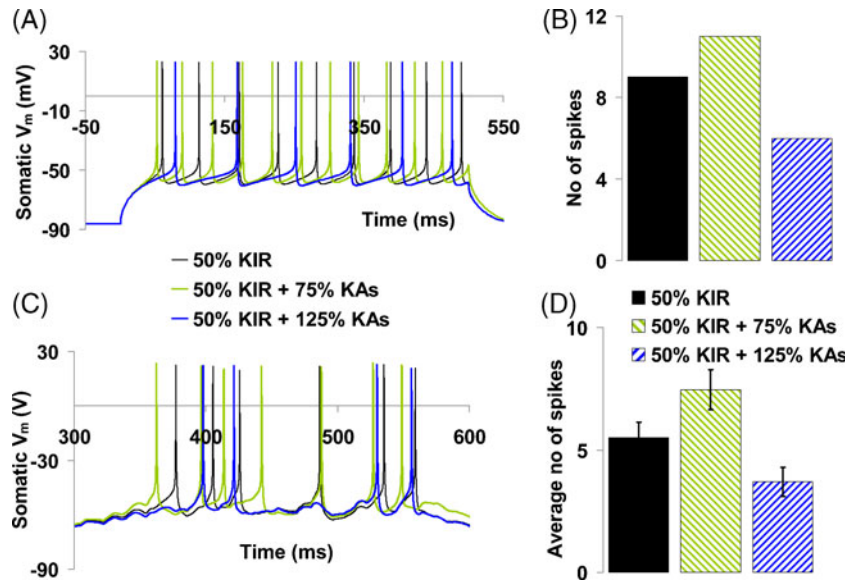 (A)
30
-10
-50
-90
-50
150
350
550
Somatic Vm (mV)
Time (ms)
(B)
12
8
4
0
No of spikes
50% KIR
50% KIR + 75% KAs
50% KIR + 125% KAs
(C)
30
-30
-90
300
400
500
600
Somatic Vm (V)
Time (ms)
(D)
10
5
0
Average no of spikes
50% KIR
50% KIR + 75% KAs
50% KIR + 125% KAs